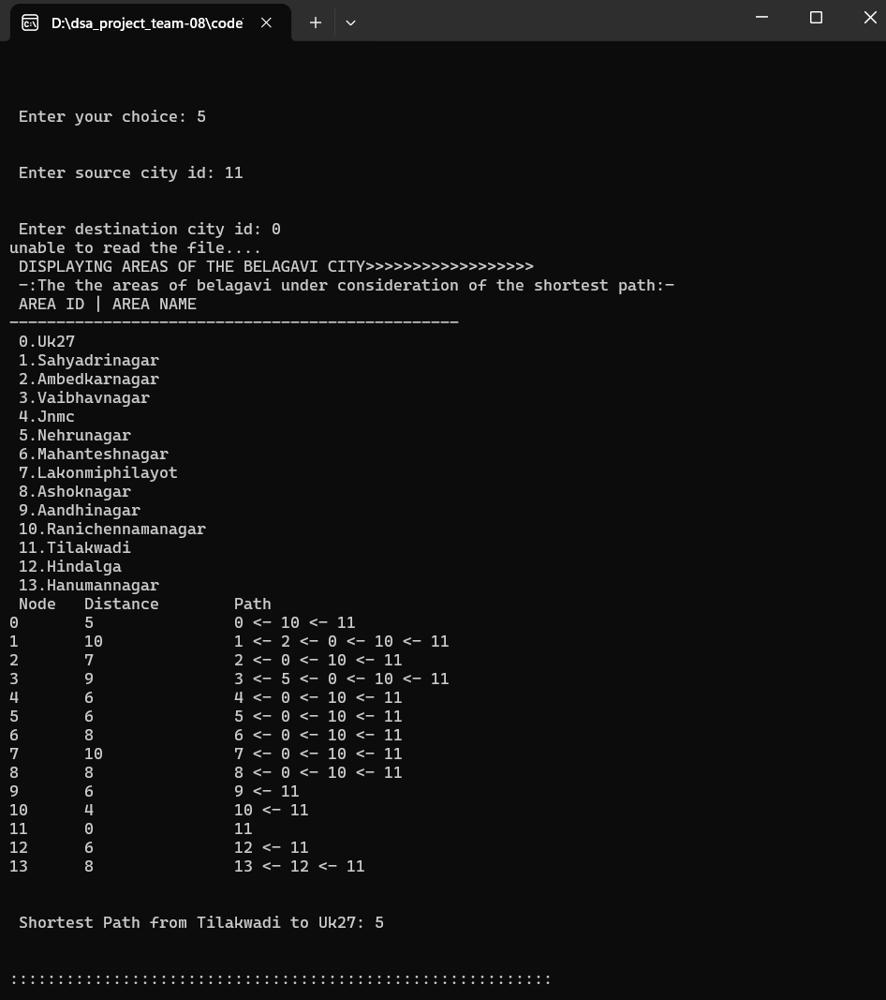 D:\dsa_project_team-08\code
Enter your choice: 5
Enter source city id: 11
Enter destination city id: 0
unable to read the file....
DISPLAYING AREAS OF THE BELAGAVI CITY>>>>>>>>>>>>>>>>>>
-:The the areas of belagavi under consideration of the shortest path:-
AREA ID | AREA NAME
------------------------------------------------
0.Uk27
1.Sahyadrinagar
2.Ambedkarnagar
3.Vaibhavnagar
4.Jnmc
5.Nehrunagar
6.Mahanteshnagar
7.Lakonmiphilayot
8.Ashoknagar
9.Aandhinagar
10.Ranichennamanagar
11.Tilakwadi
12.Hindalga
13.Hanumannagar
Node Distance Path
0 5 0 <- 10 <- 11
1 10 1 <- 2 <- 0 <- 10 <- 11
2 7 2 <- 0 <- 10 <- 11
3 9 3 <- 5 <- 0 <- 10 <- 11
4 6 4 <- 0 <- 10 <- 11
5 6 5 <- 0 <- 10 <- 11
6 8 6 <- 0 <- 10 <- 11
7 10 7 <- 0 <- 10 <- 11
8 8 8 <- 0 <- 10 <- 11
9 6 9 <- 11
10 4 10 <- 11
11 0 11
12 6 12 <- 11
13 8 13 <- 12 <- 11
Shortest Path from Tilakwadi to Uk27: 5
::::::::::::::::::::::::::::::::::::::::::::::::::::::::::